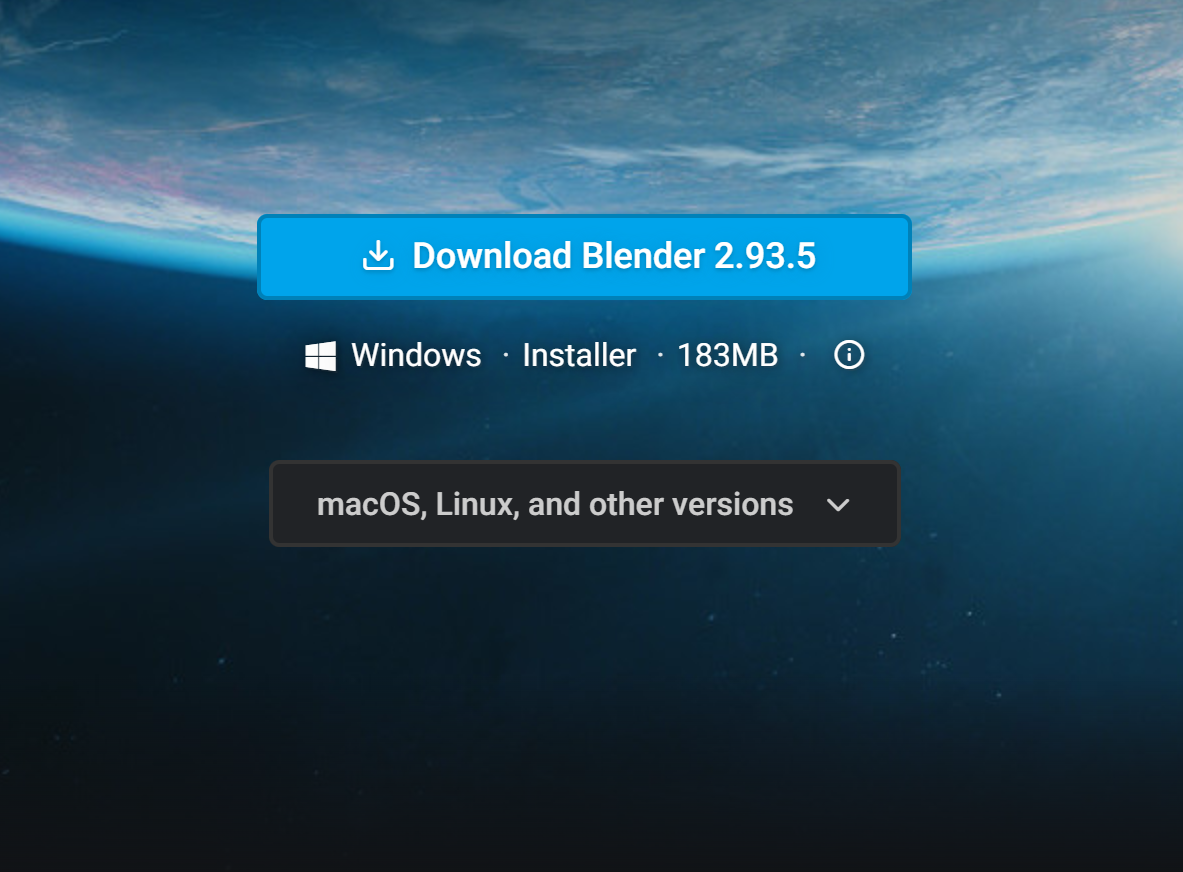 Download Blender 2.93.5
Windows · Installer · 183MB ·
macOS, Linux, and other versions